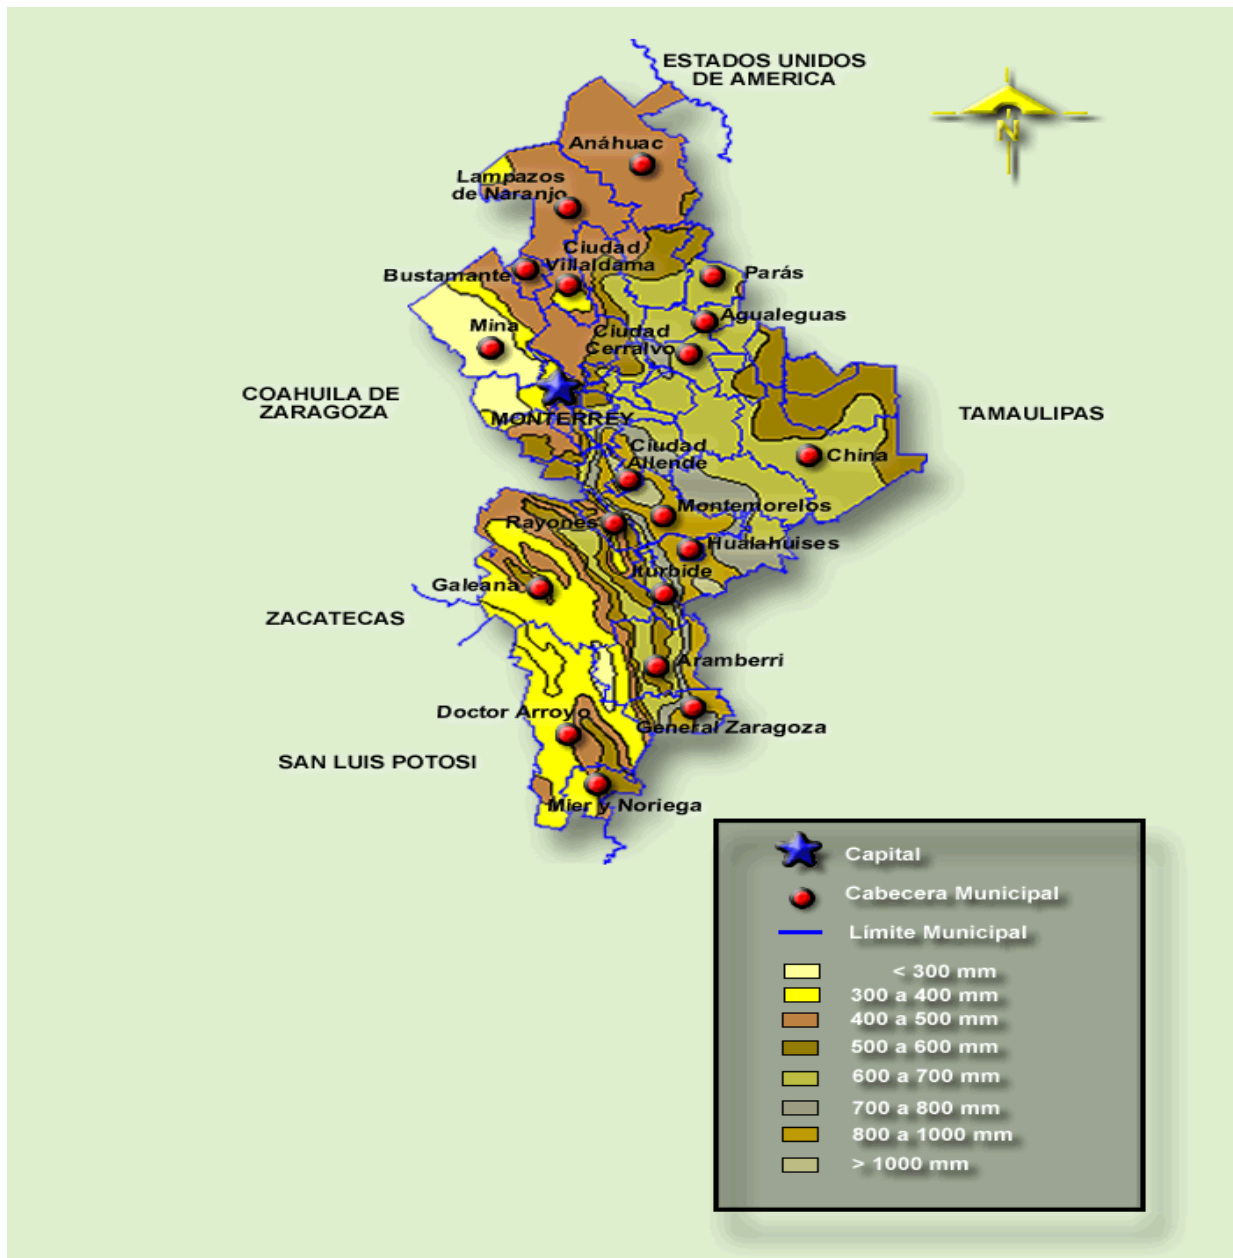 ESTADOS UNIDOS
DE AMERICA
N
Anáhuac
Lampazos
de Naranjo
Ciudad
Villaldama
Bustamante
Parás
Agualeguas
Mina
Ciudad
Cerralvo
COAHUILA DE
ZARAGOZA
MONTERREY
TAMAULIPAS
Ciudad
Allende
China
Montemorelos
Rayones
Hualahuises
Iturbide
Galeana
ZACATECAS
Aramberri
Doctor Arroyo
General Zaragoza
SAN LUIS POTOSI
Mier y Noriega
Capital
Cabecera Municipal
Límite Municipal
< 300 mm
300 a 400 mm
400 a 500 mm
500 a 600 mm
600 a 700 mm
700 a 800 mm
800 a 1000 mm
> 1000 mm